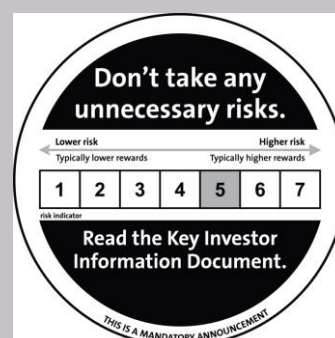 Don't take any
unnecessary risks.
Lower risk Higher risk
Typically lower rewards Typically higher rewards
1 2 3 4 5 6 7
risk indicator
Read the Key Investor
Information Document.
THIS IS A MANDATORY ANNOUNCEMENT